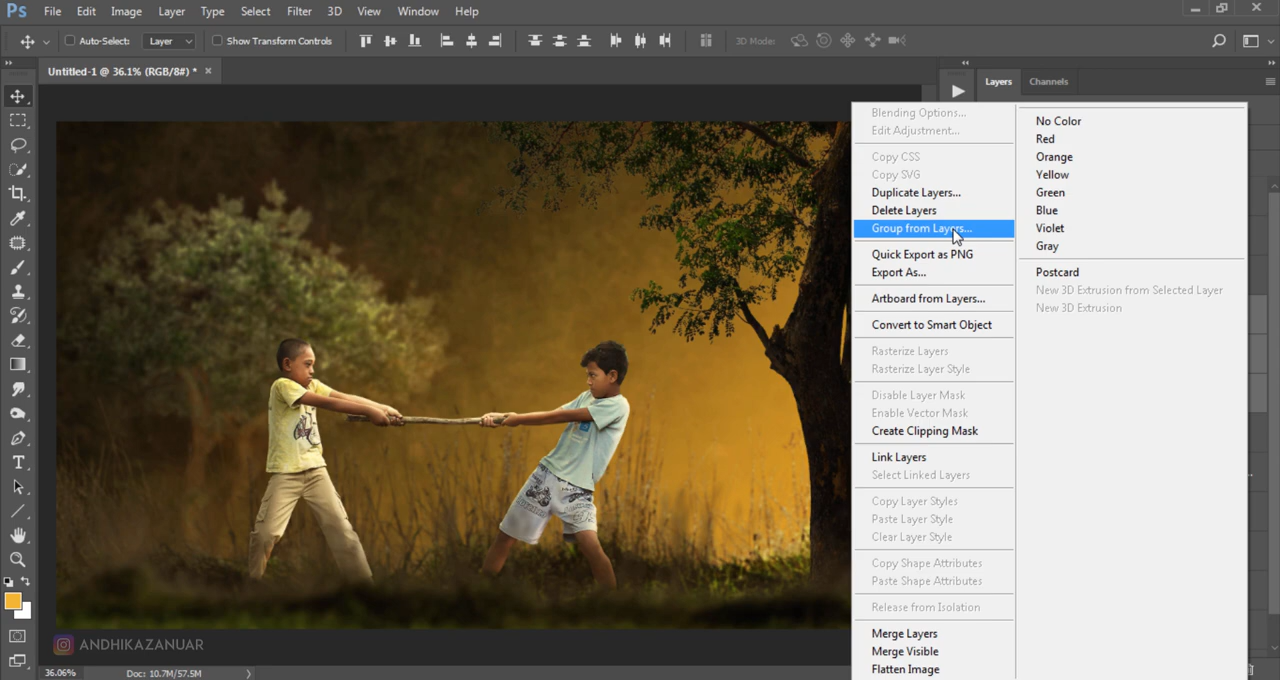 Ps File Edit Image Layer Type Select Filter 3D View Window Help
Auto-Select: Layer Show Transform Controls 3D Mode:
Untitled-1 @ 36.1% (RGB/8#) * ×
Layers Channels
Blending Options...
Edit Adjustment...
Copy CSS
Copy SVG
Duplicate Layers...
Delete Layers
Group from Layers...
Quick Export as PNG
Export As...
Artboard from Layers...
Convert to Smart Object
Rasterize Layers
Rasterize Layer Style
Disable Layer Mask
Enable Vector Mask
Create Clipping Mask
Link Layers
Select Linked Layers
Copy Layer Styles
Paste Layer Style
Clear Layer Style
Copy Shape Attributes
Paste Shape Attributes
Release from Isolation
Merge Layers
Merge Visible
Flatten Image
No Color
Red
Orange
Yellow
Green
Blue
Violet
Gray
Postcard
New 3D Extrusion from Selected Layer
New 3D Extrusion
ANDHIKAZANUAR
36.06% Doc: 10.7M/57.5M